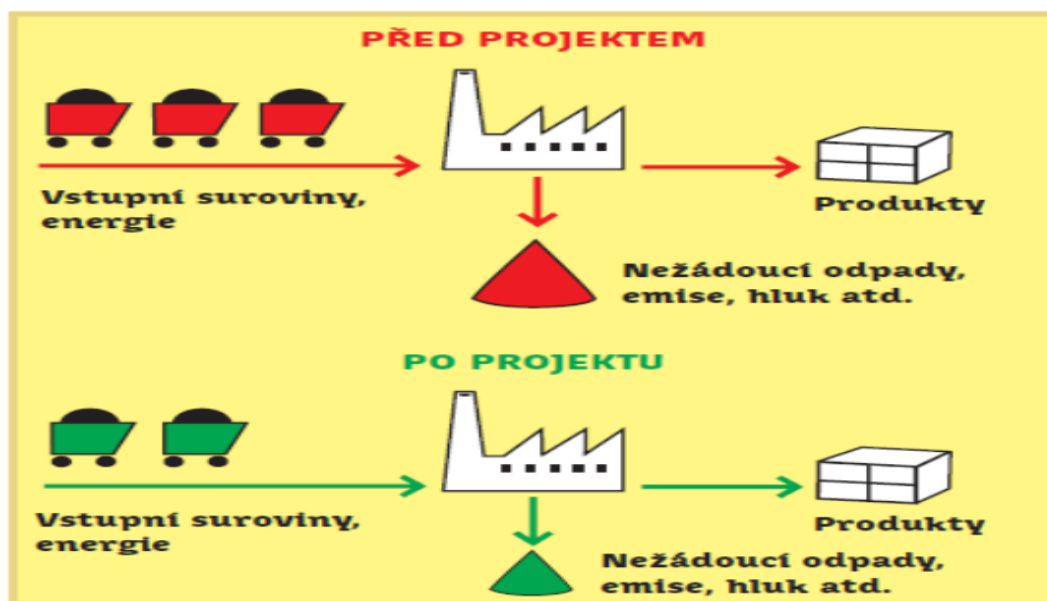 PŘED PROJEKTEM
Vstupní suroviny,
energie
Produkty
Nežádoucí odpady,
emise, hluk atd.
PO PROJEKTU
Vstupní suroviny,
energie
Produkty
Nežádoucí odpady,
emise, hluk atd.